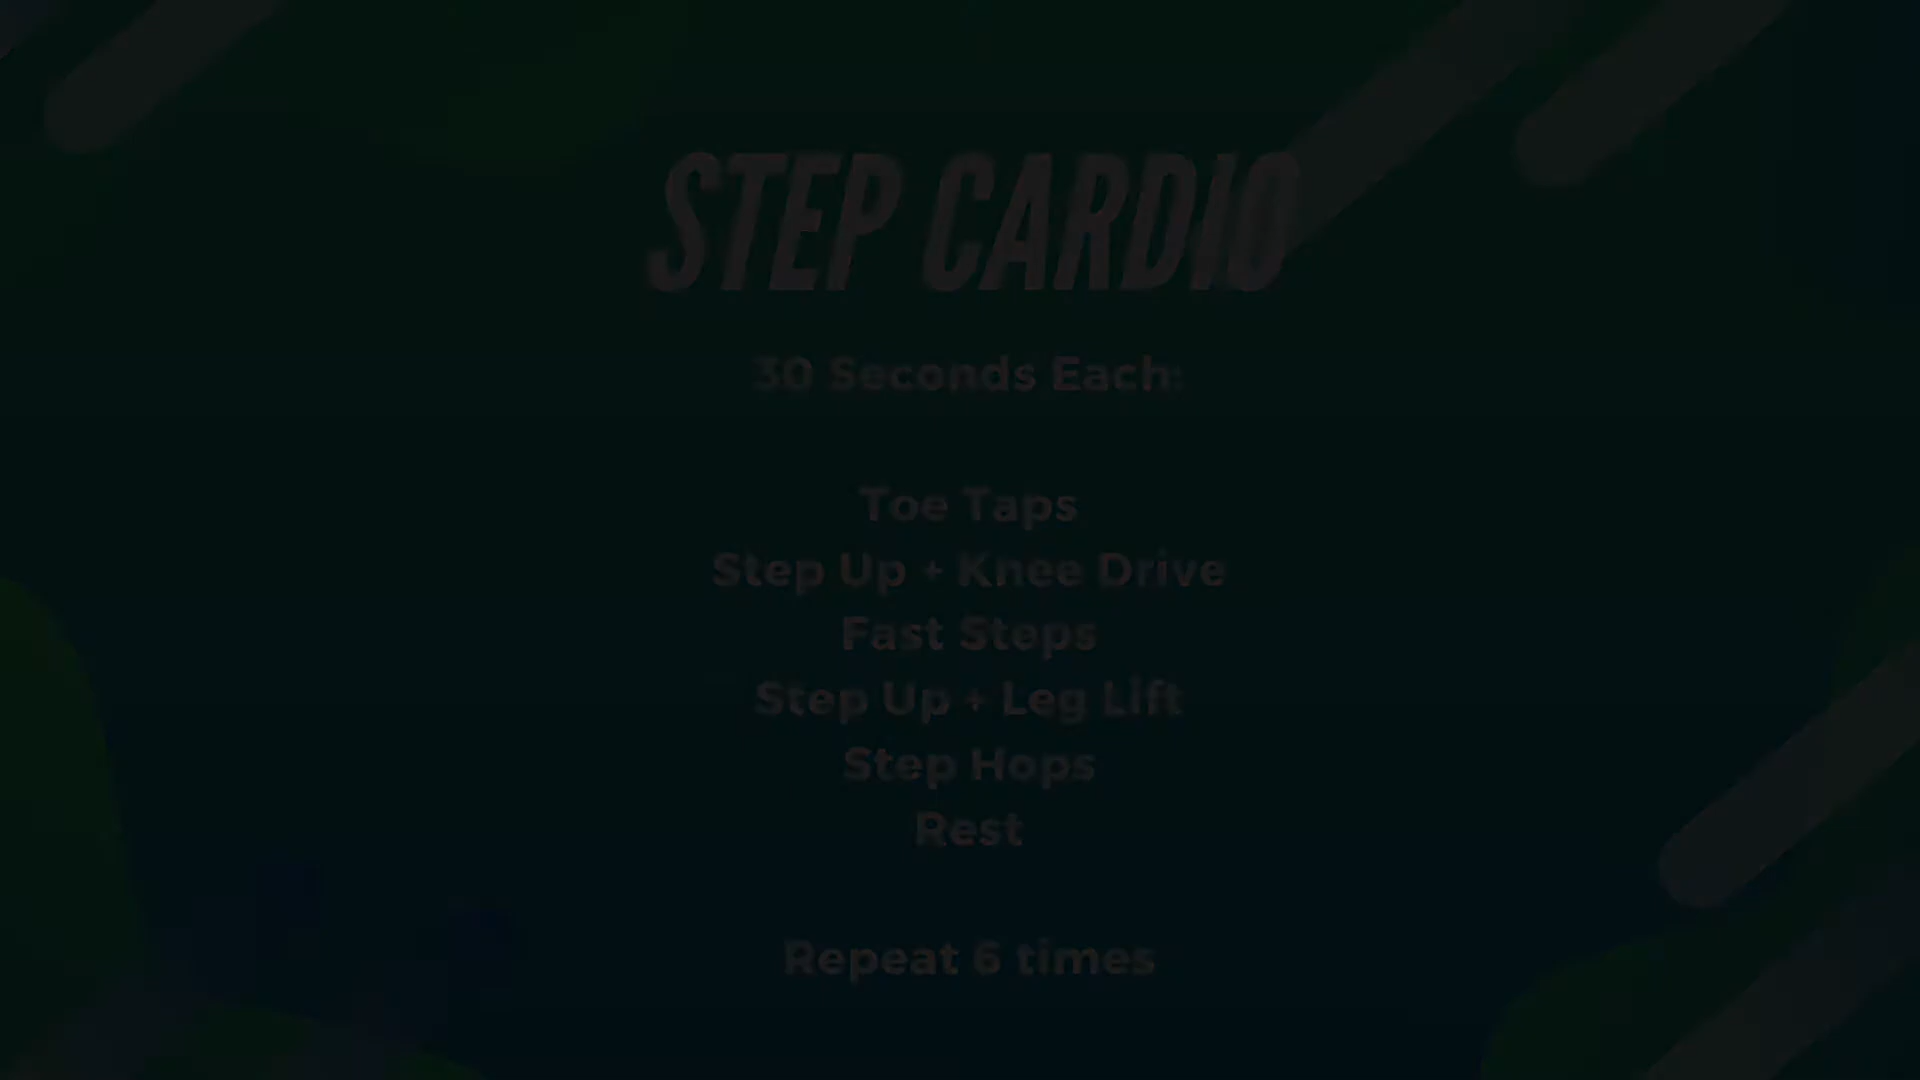 STEP CARDIO
30 Seconds Each:
Toe Taps
Step Up + Knee Drive
Fast Steps
Step Up + Leg Lift
Step Hops
Rest
Repeat 6 times